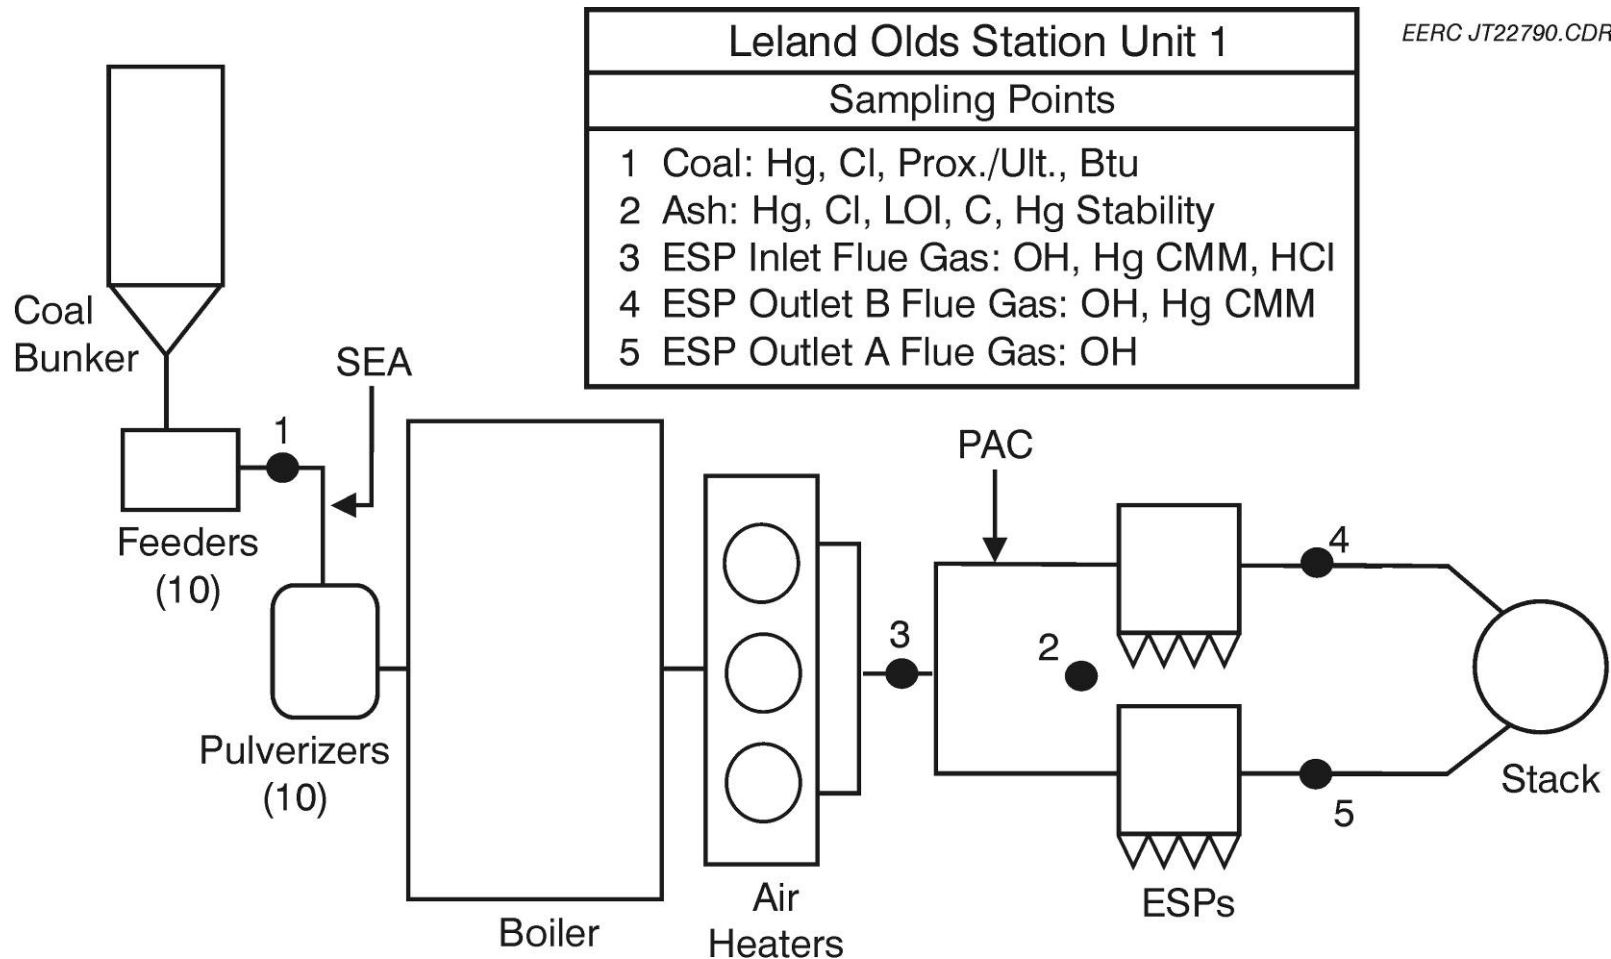 Leland Olds Station Unit 1
EERC JT22790.CDR
Sampling Points
1 Coal: Hg, Cl, Prox./Ult., Btu
2 Ash: Hg, Cl, LOI, C, Hg Stability
3 ESP Inlet Flue Gas: OH, Hg CMM, HCl
4 ESP Outlet B Flue Gas: OH, Hg CMM
5 ESP Outlet A Flue Gas: OH
Coal
Bunker
SEA
1
Feeders
(10)
Pulverizers
(10)
Boiler
Air
Heaters
3
PAC
2
4
5
ESPs
Stack